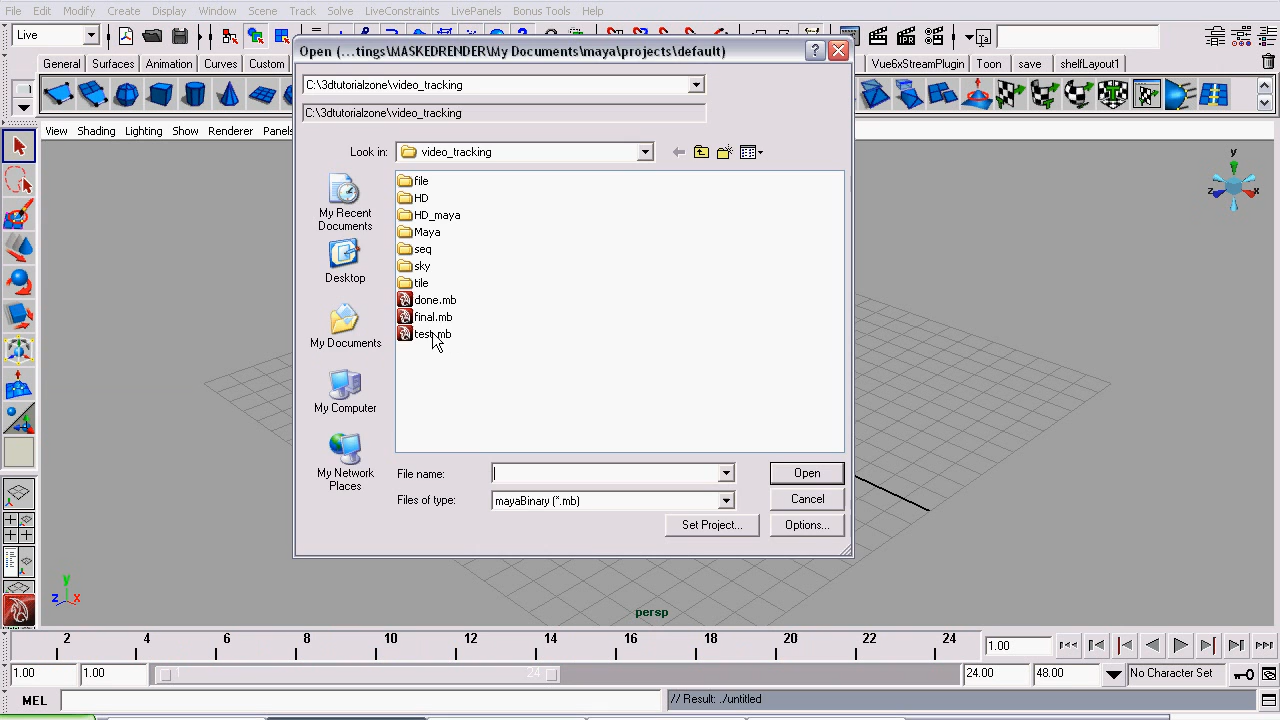 File Edit Modify Create Display Window Scene Track Solve LiveConstraints LivePanels Bonus Tools Help
Live
Open (...tings\MASKEDRENDER\My Documents\maya\projects\default)
General Surfaces Animation Curves Custom Vue6xStreamPlugin Toon save shelfLayout1
C:\3dtutorialzone\video_tracking
C:\3dtutorialzone\video_tracking
View Shading Lighting Show Renderer Panels
Look in: video_tracking
file
HD
HD_maya
Maya
seq
sky
tile
done.mb
final.mb
test.mb
My Recent Documents
Desktop
My Documents
My Computer
My Network Places
File name: Open
Files of type: mayaBinary (*.mb) Cancel
Set Project... Options...
y
z x
y
z x
persp
2 4 6 8 10 12 14 16 18 20 22 24 1.00
1.00 1.00 1 24 24.00 48.00 No Character Set
MEL // Result: ./untitled